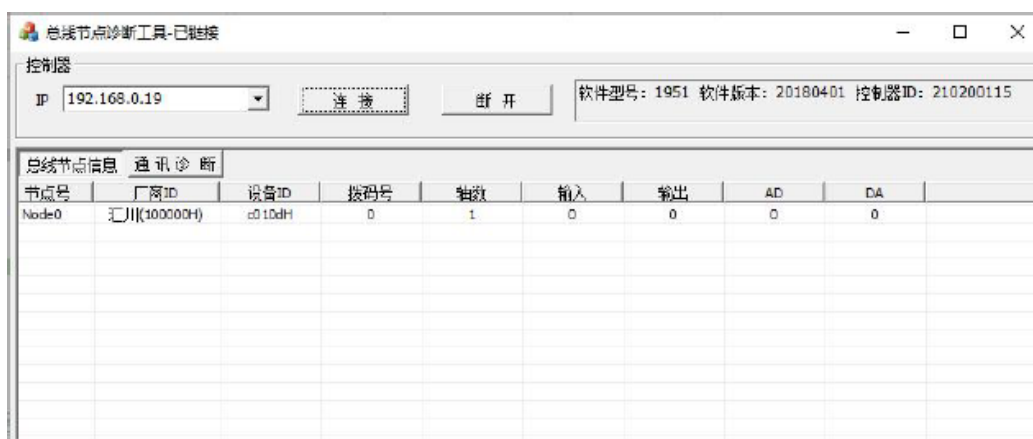 总线节点诊断工具-已链接
控制器
IP 192.168.0.19 连接 断开 软件型号: 1951 软件版本: 20180401 控制器ID: 210200115
总线节点信息 通讯诊断
节点号 厂商ID 设备ID 拨码号 轴数 输入 输出 AD DA
Node0 汇川(100000H) c010dH 0 1 0 0 0 0